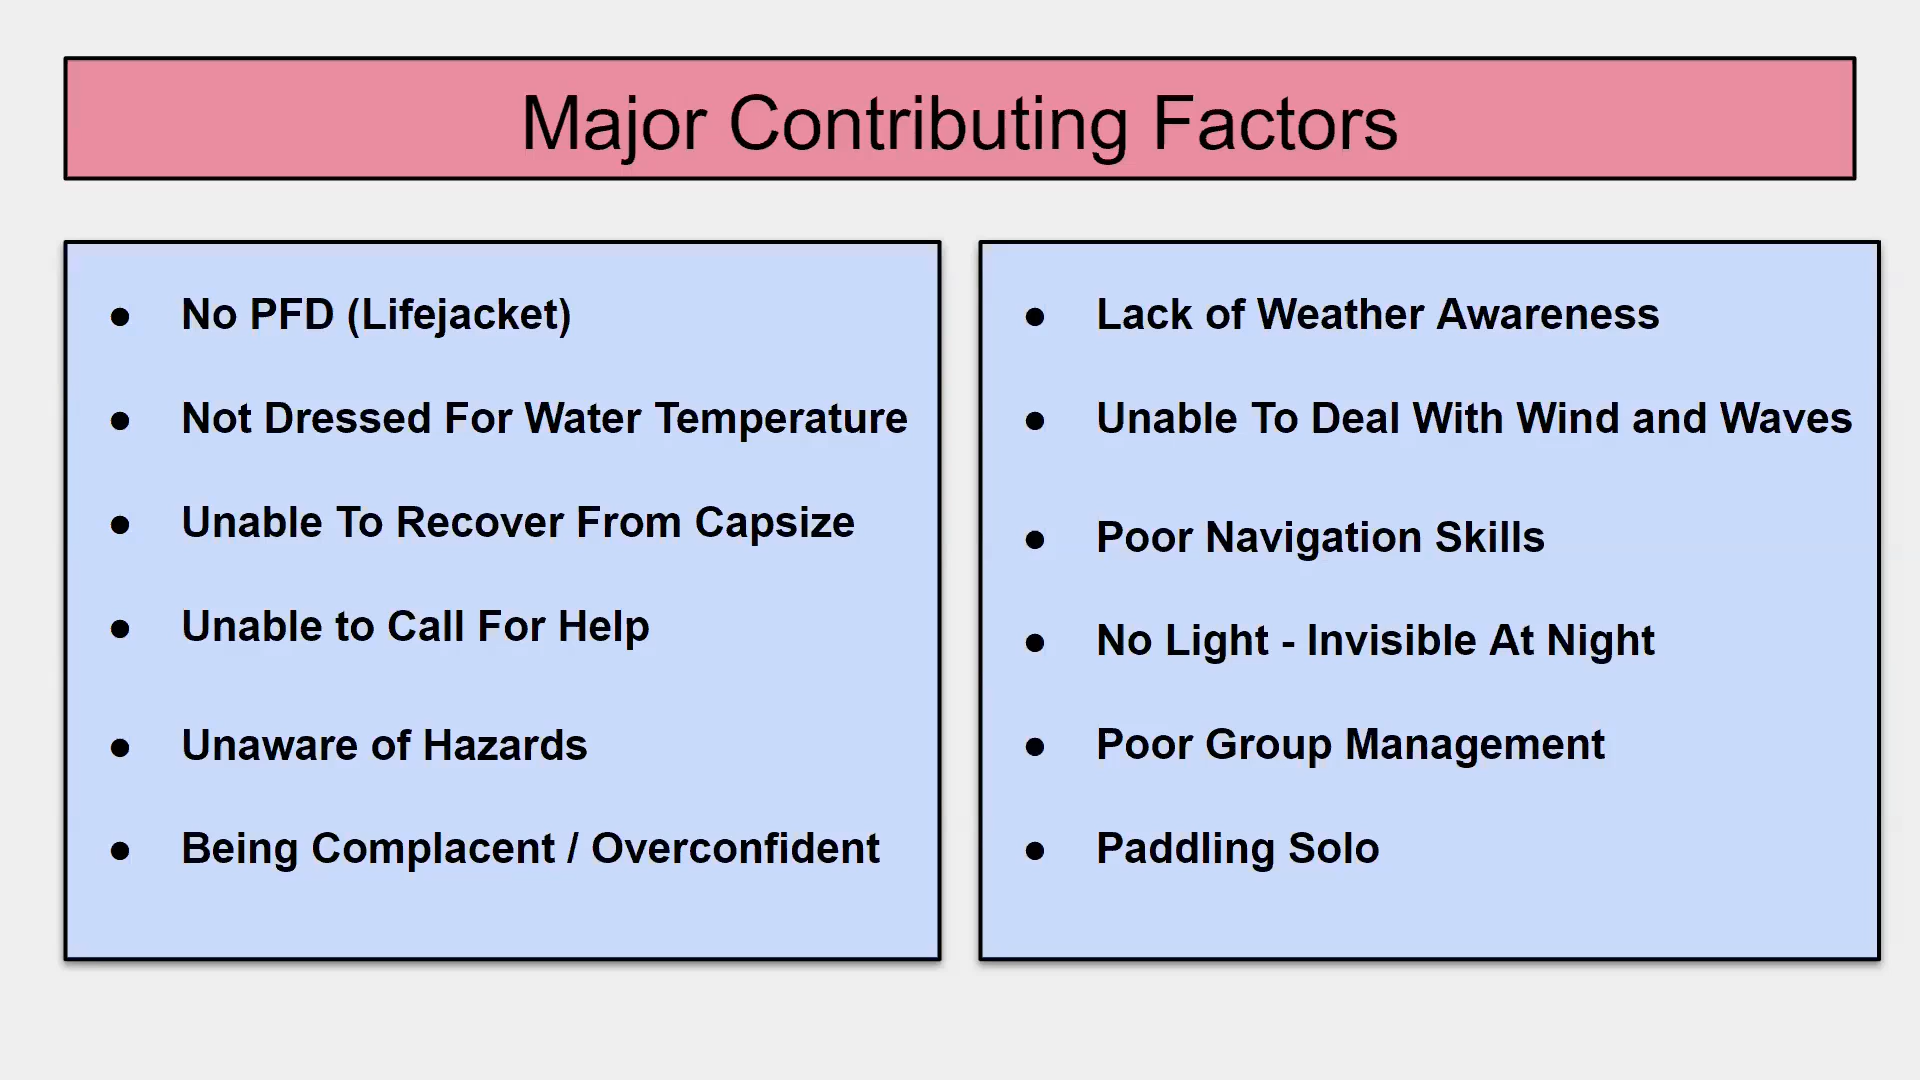 Major Contributing Factors
● No PFD (Lifejacket)
● Not Dressed For Water Temperature
● Unable To Recover From Capsize
● Unable to Call For Help
● Unaware of Hazards
● Being Complacent / Overconfident
● Lack of Weather Awareness
● Unable To Deal With Wind and Waves
● Poor Navigation Skills
● No Light - Invisible At Night
● Poor Group Management
● Paddling Solo